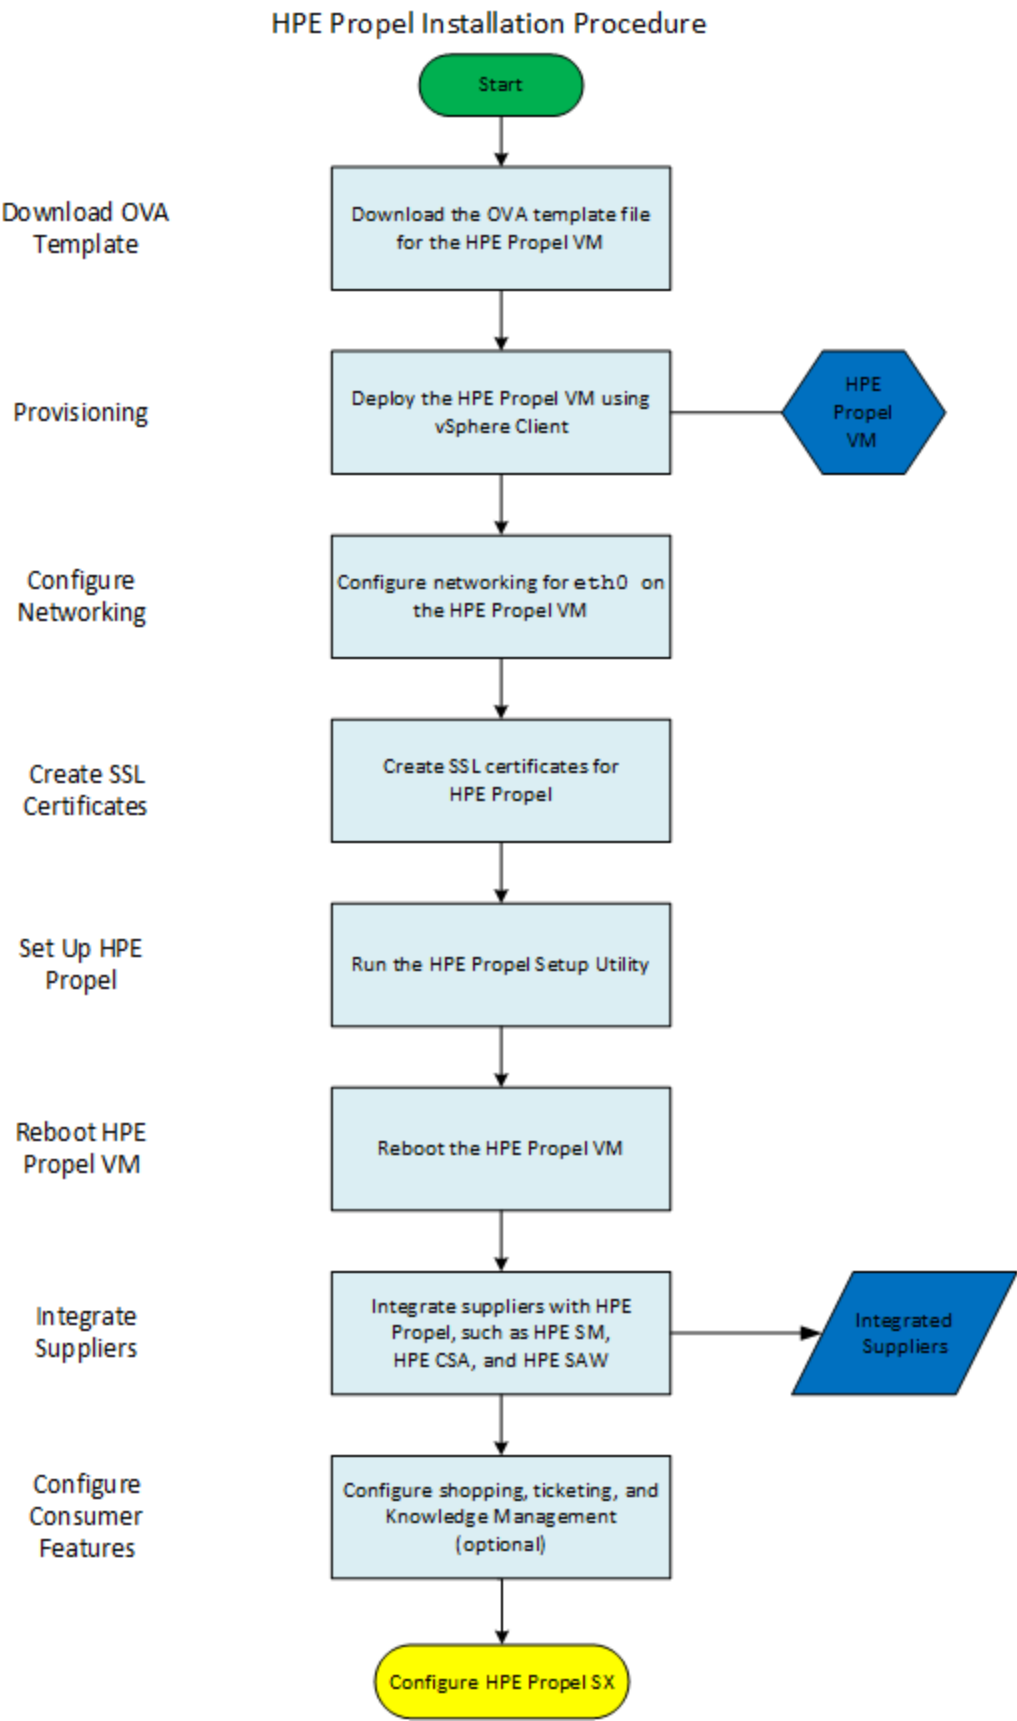 HPE Propel Installation Procedure
Start
Download OVA
Template
Download the OVA template file
for the HPE Propel VM
Provisioning
Deploy the HPE Propel VM using
vSphere Client
HPE
Propel
VM
Configure
Networking
Configure networking for eth0 on
the HPE Propel VM
Create SSL
Certificates
Create SSL certificates for
HPE Propel
Set Up HPE
Propel
Run the HPE Propel Setup Utility
Reboot HPE
Propel VM
Reboot the HPE Propel VM
Integrate
Suppliers
Integrate suppliers with HPE
Propel, such as HPE SM,
HPE CSA, and HPE SAW
Integrated
Suppliers
Configure
Consumer
Features
Configure shopping, ticketing, and
Knowledge Management
(optional)
Configure HPE Propel SX